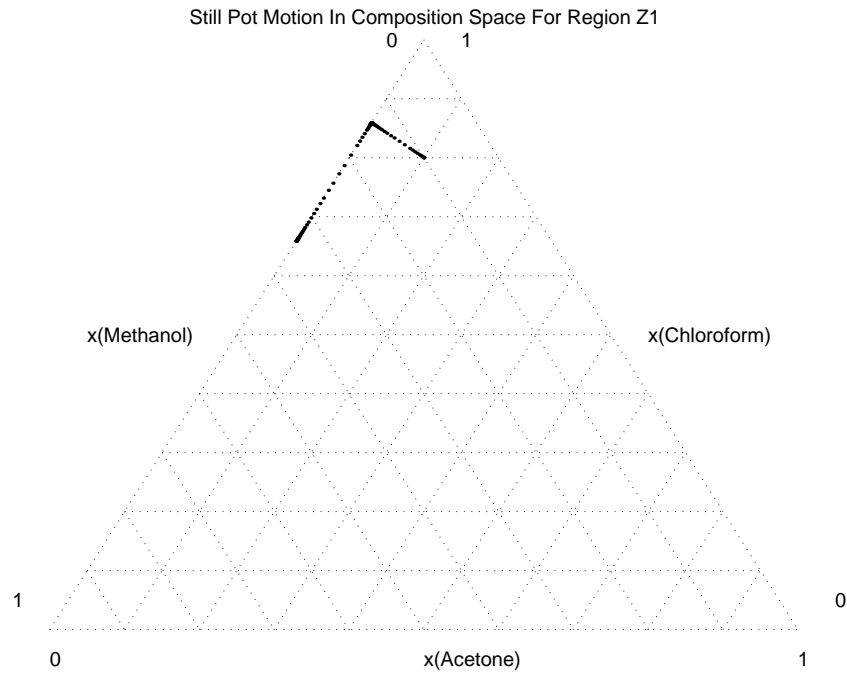 Still Pot Motion In Composition Space For Region Z1
0 1
x(Methanol) x(Chloroform)
1 0
0 x(Acetone) 1